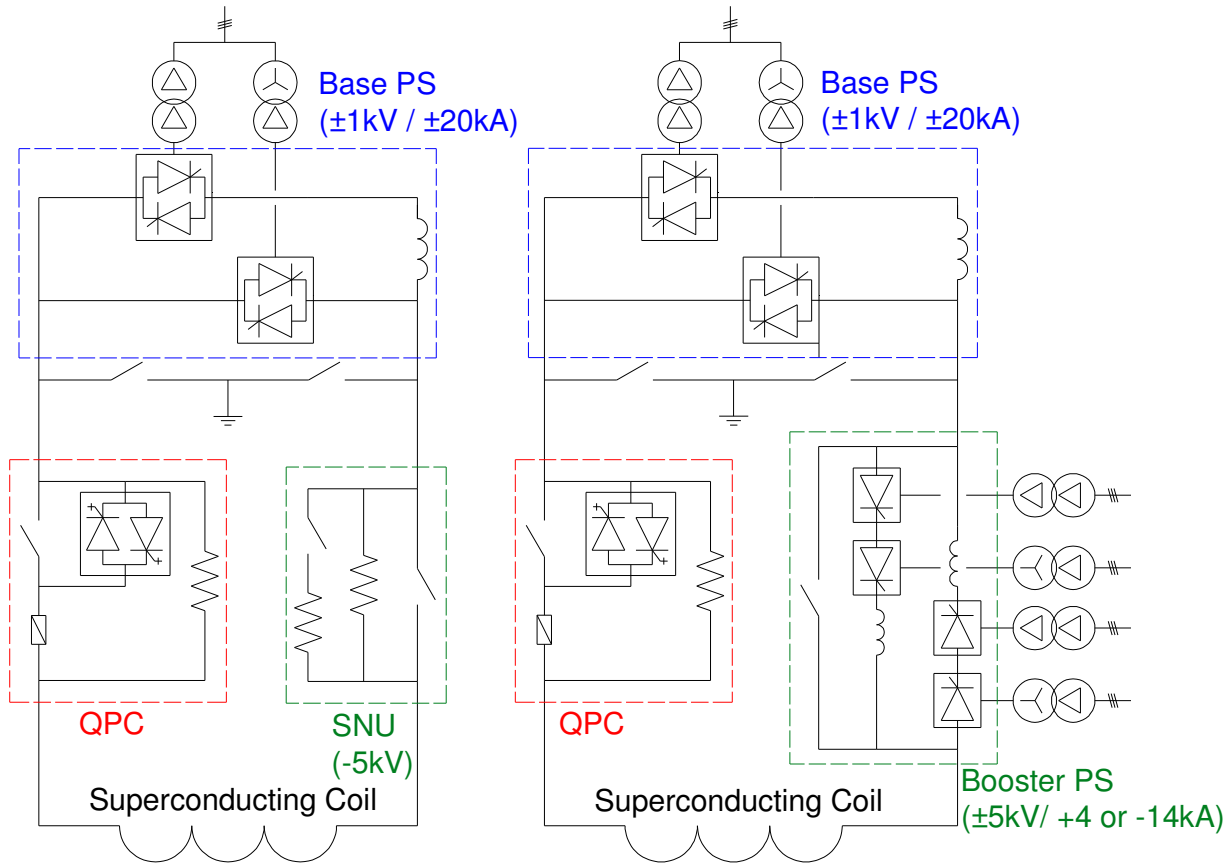 Base PS
(±1kV / ±20kA)
Base PS
(±1kV / ±20kA)
+
+
+
+
QPC
SNU
(-5kV)
QPC
Booster PS
(±5kV/ +4 or -14kA)
Superconducting Coil
Superconducting Coil